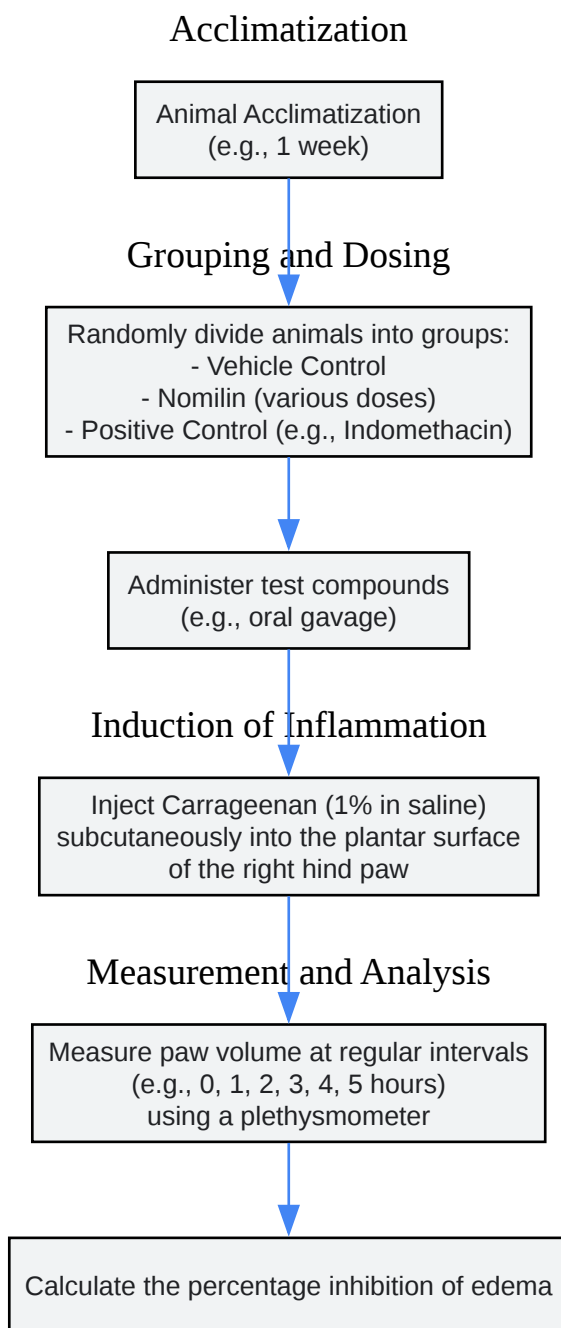 Acclimatization
Animal Acclimatization
(e.g., 1 week)
Grouping and Dosing
Randomly divide animals into groups:
- Vehicle Control
- Nomilin (various doses)
- Positive Control (e.g., Indomethacin)
Administer test compounds
(e.g., oral gavage)
Induction of Inflammation
Inject Carrageenan (1% in saline)
subcutaneously into the plantar surface
of the right hind paw
Measurement and Analysis
Measure paw volume at regular intervals
(e.g., 0, 1, 2, 3, 4, 5 hours)
using a plethysmometer
Calculate the percentage inhibition of edema